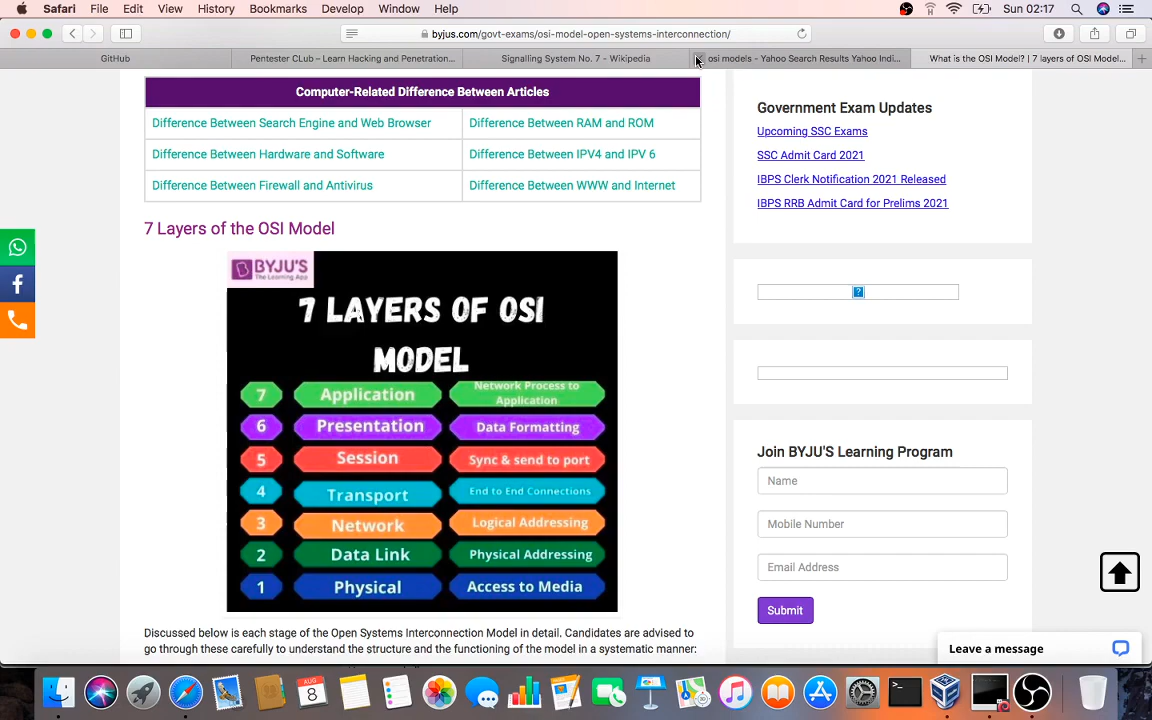 Safari File Edit View History Bookmarks Develop Window Help Sun 02:17
byjus.com/govt-exams/osi-model-open-systems-interconnection/
GitHub Pentester CLub – Learn Hacking and Penetration... Signalling System No. 7 - Wikipedia osi models - Yahoo Search Results Yahoo Indi... What is the OSI Model? | 7 layers of OSI Model...
Computer-Related Difference Between Articles
Difference Between Search Engine and Web Browser Difference Between RAM and ROM
Difference Between Hardware and Software Difference Between IPV4 and IPV 6
Difference Between Firewall and Antivirus Difference Between WWW and Internet
7 Layers of the OSI Model
BYJU'S
The Learning App
7 LAYERS OF OSI
MODEL
7 Application Network Process to Application
6 Presentation Data Formatting
5 Session Sync & send to port
4 Transport End to End Connections
3 Network Logical Addressing
2 Data Link Physical Addressing
1 Physical Access to Media
Discussed below is each stage of the Open Systems Interconnection Model in detail. Candidates are advised to
go through these carefully to understand the structure and the functioning of the model in a systematic manner:
Government Exam Updates
Upcoming SSC Exams
SSC Admit Card 2021
IBPS Clerk Notification 2021 Released
IBPS RRB Admit Card for Prelims 2021
?
Join BYJU'S Learning Program
Name
Mobile Number
Email Address
Submit
Leave a message
AUG
8